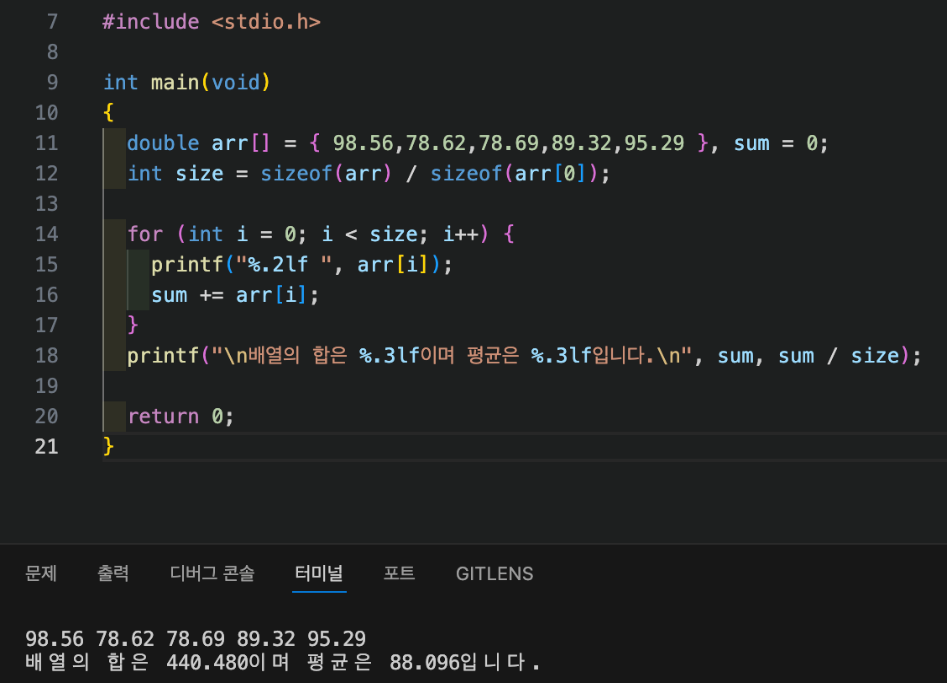 7 #include <stdio.h>
8
9 int main(void)
10 {
11 double arr[] = { 98.56,78.62,78.69,89.32,95.29 }, sum = 0;
12 int size = sizeof(arr) / sizeof(arr[0]);
13
14 for (int i = 0; i < size; i++) {
15 printf("%.2lf ", arr[i]);
16 sum += arr[i];
17 }
18 printf("\n배열의 합은 %.3lf이며 평균은 %.3lf입니다.\n", sum, sum / size);
19
20 return 0;
21 }
문제 출력 디버그 콘솔 터미널 포트 GITLENS
98.56 78.62 78.69 89.32 95.29
배열의 합은 440.480이며 평균은 88.096입니다.